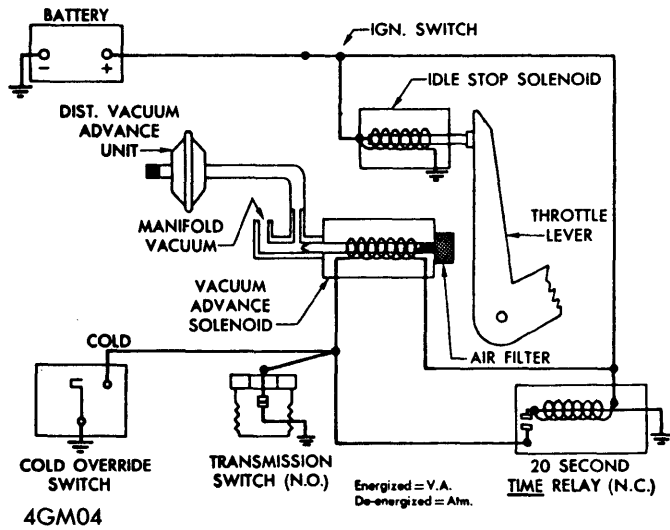 BATTERY
- +
IGN. SWITCH
IDLE STOP SOLENOID
DIST. VACUUM
ADVANCE
UNIT
MANIFOLD
VACUUM
THROTTLE
LEVER
VACUUM
ADVANCE
SOLENOID
AIR FILTER
COLD
COLD OVERRIDE
SWITCH
TRANSMISSION
SWITCH (N.O.)
Energized = V.A.
De-energized = Atm.
20 SECOND
TIME RELAY (N.C.)
4GM04